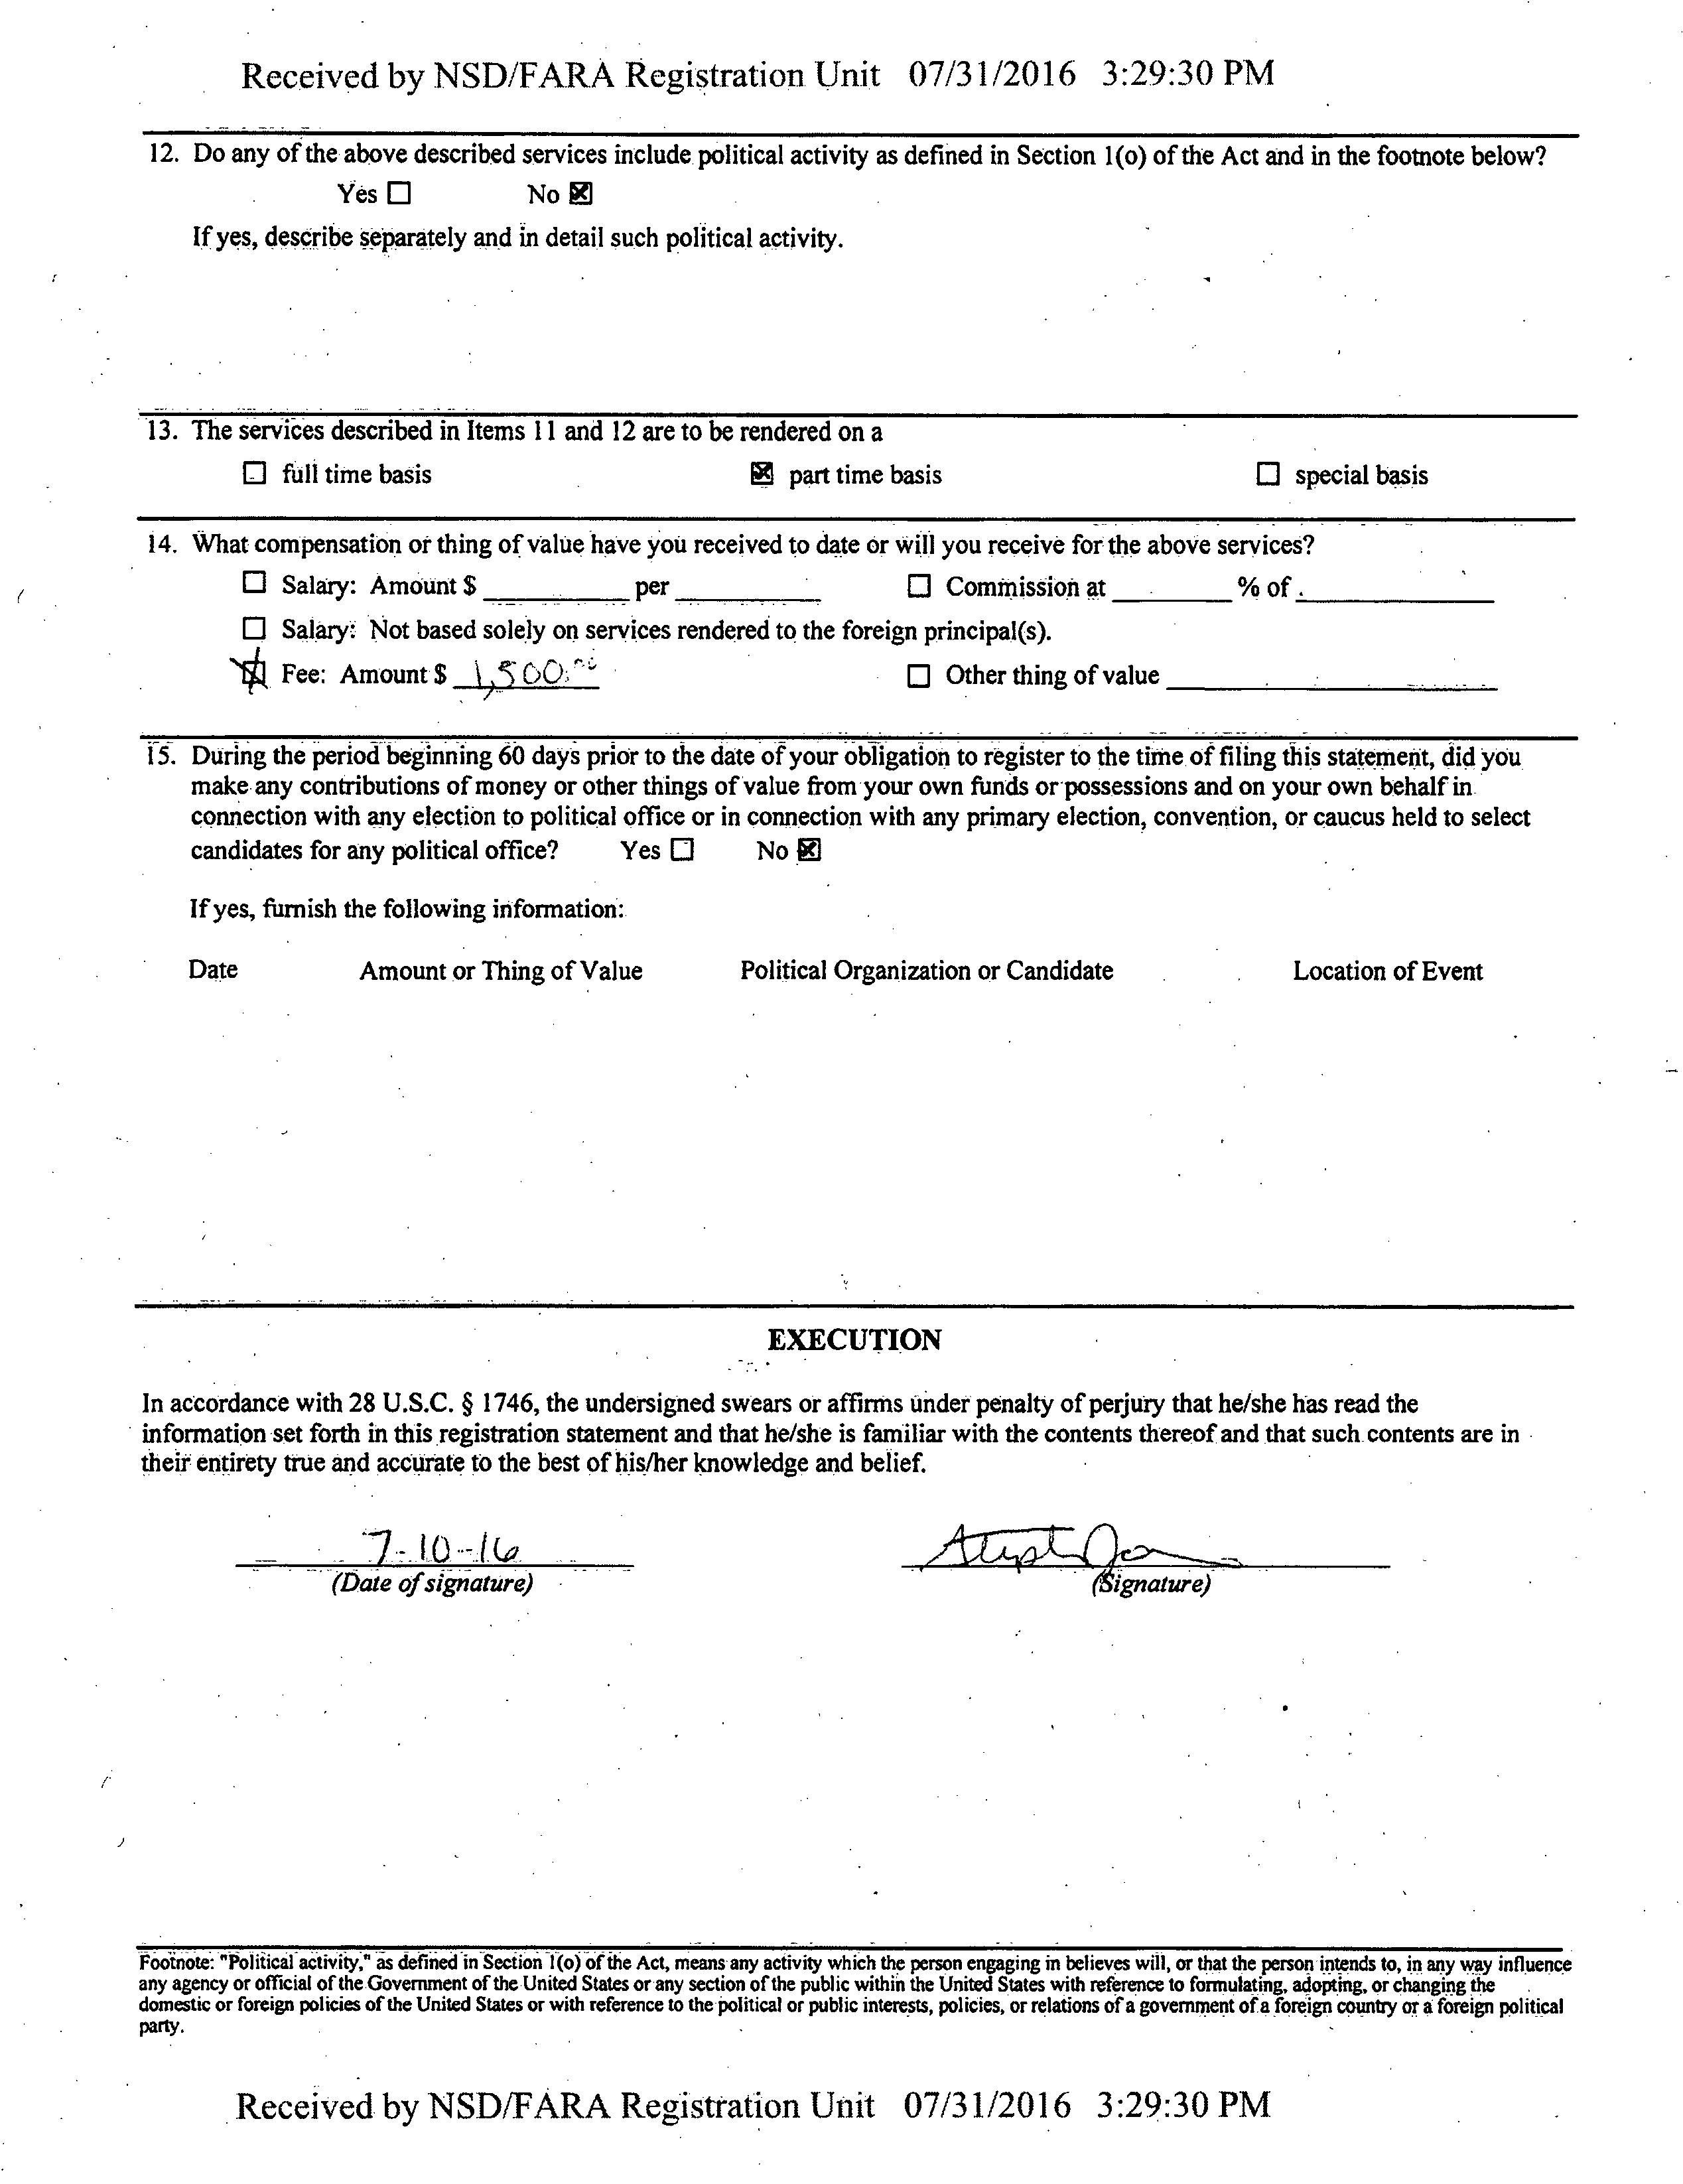 Received by NSD/FARA Registration Unit 07/31/2016 3:29:30 PM
12. Do any of the above described services include political activity as defined in Section 1(o) of the Act and in the footnote below?
Yes ☐ No ☒
If yes, describe separately and in detail such political activity.
13. The services described in Items 11 and 12 are to be rendered on a
☐ full time basis ☒ part time basis ☐ special basis
14. What compensation or thing of value have you received to date or will you receive for the above services?
☐ Salary: Amount $ per ☐ Commission at % of
☐ Salary: Not based solely on services rendered to the foreign principal(s).
☒ Fee: Amount $ 1,500.00 ☐ Other thing of value
15. During the period beginning 60 days prior to the date of your obligation to register to the time of filing this statement, did you
make any contributions of money or other things of value from your own funds or possessions and on your own behalf in
connection with any election to political office or in connection with any primary election, convention, or caucus held to select
candidates for any political office? Yes ☐ No ☒
If yes, furnish the following information:
Date Amount or Thing of Value Political Organization or Candidate Location of Event
EXECUTION
In accordance with 28 U.S.C. § 1746, the undersigned swears or affirms under penalty of perjury that he/she has read the
information set forth in this registration statement and that he/she is familiar with the contents thereof and that such contents are in
their entirety true and accurate to the best of his/her knowledge and belief.
7-10-16
(Date of signature) (Signature)
Footnote: "Political activity," as defined in Section 1(o) of the Act, means any activity which the person engaging in believes will, or that the person intends to, in any way influence
any agency or official of the Government of the United States or any section of the public within the United States with reference to formulating, adopting, or changing the
domestic or foreign policies of the United States or with reference to the political or public interests, policies, or relations of a government of a foreign country or a foreign political
party.
Received by NSD/FARA Registration Unit 07/31/2016 3:29:30 PM